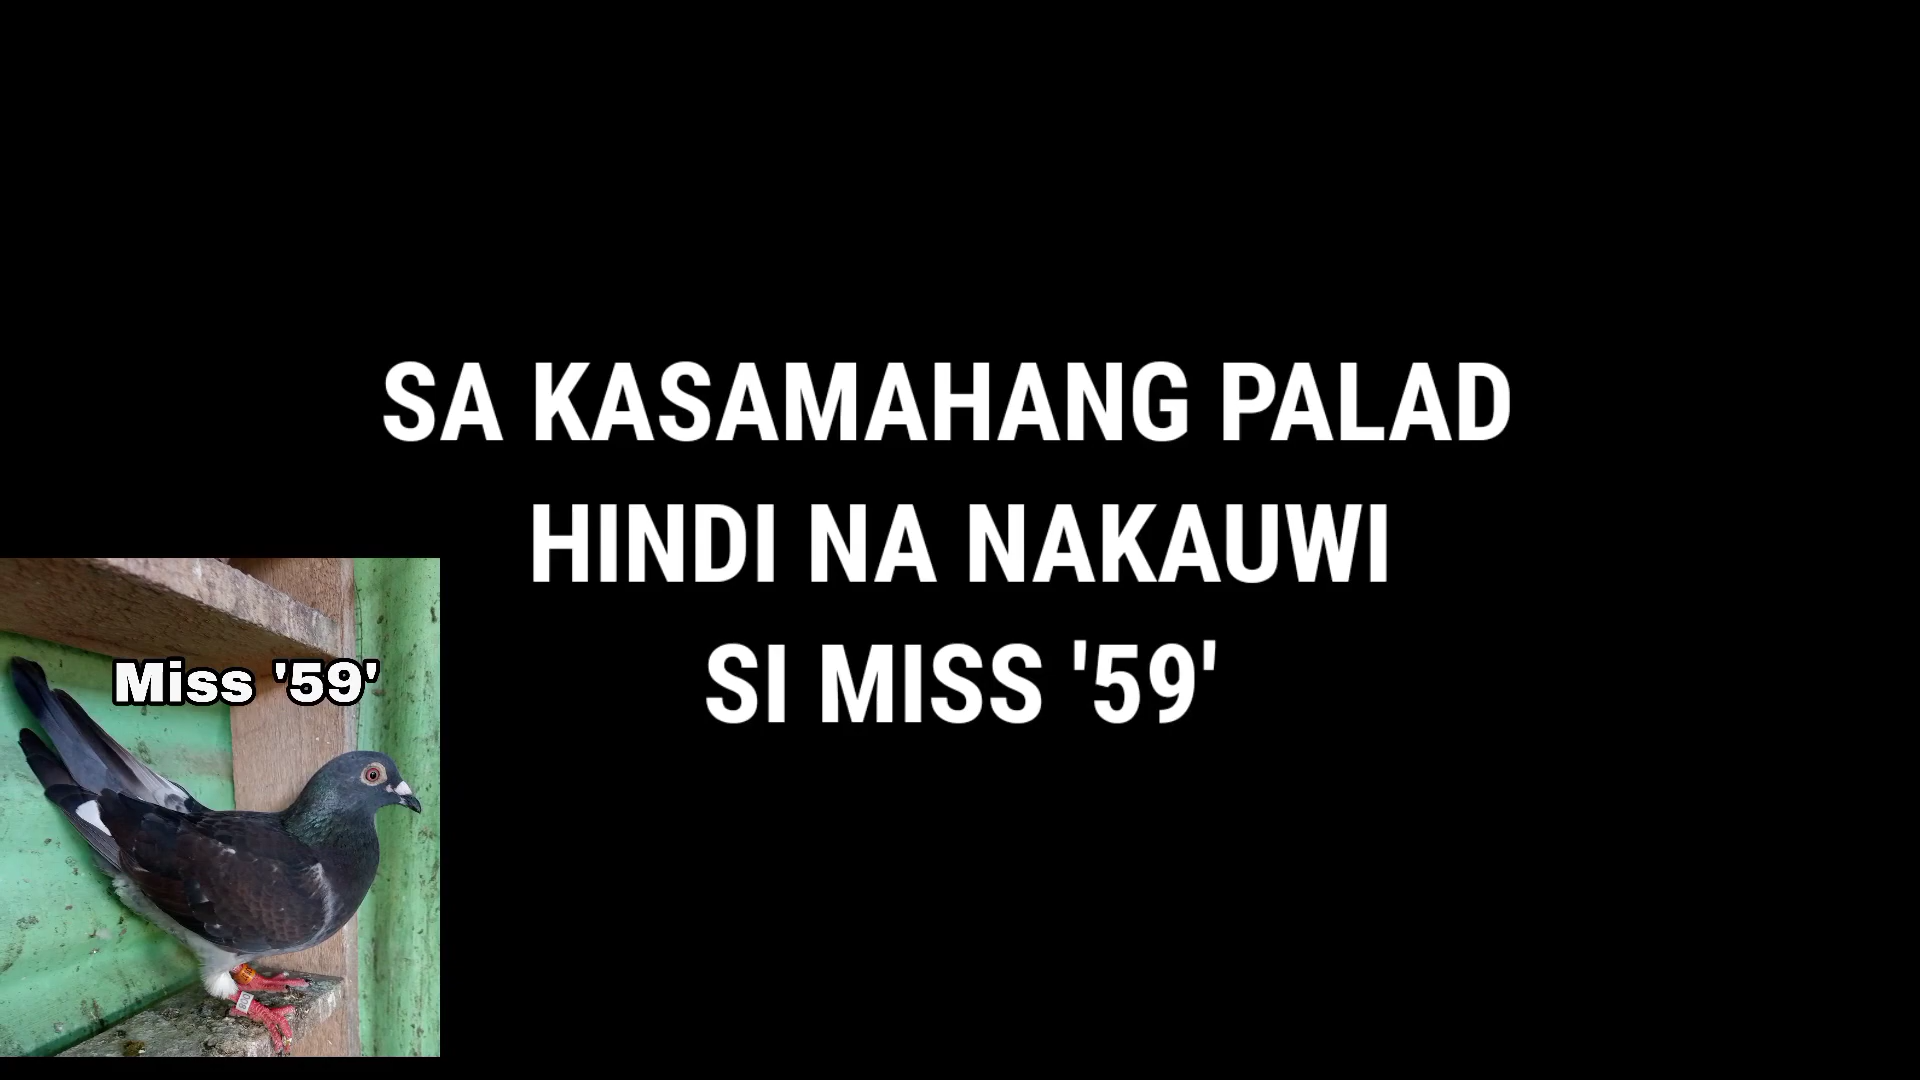 SA KASAMAHANG PALAD
HINDI NA NAKAUWI
SI MISS '59'
Miss '59'